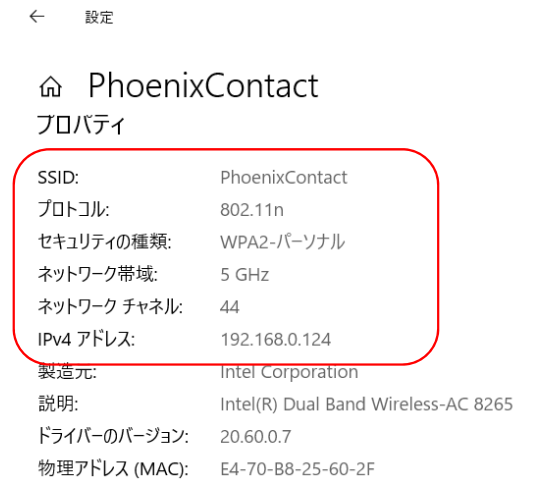 ← 設定
PhoenixContact
プロパティ
SSID: PhoenixContact
プロトコル: 802.11n
セキュリティの種類: WPA2-パーソナル
ネットワーク帯域: 5 GHz
ネットワーク チャネル: 44
IPv4 アドレス: 192.168.0.124
製造元: Intel Corporation
説明: Intel(R) Dual Band Wireless-AC 8265
ドライバーのバージョン: 20.60.0.7
物理アドレス (MAC): E4-70-B8-25-60-2F